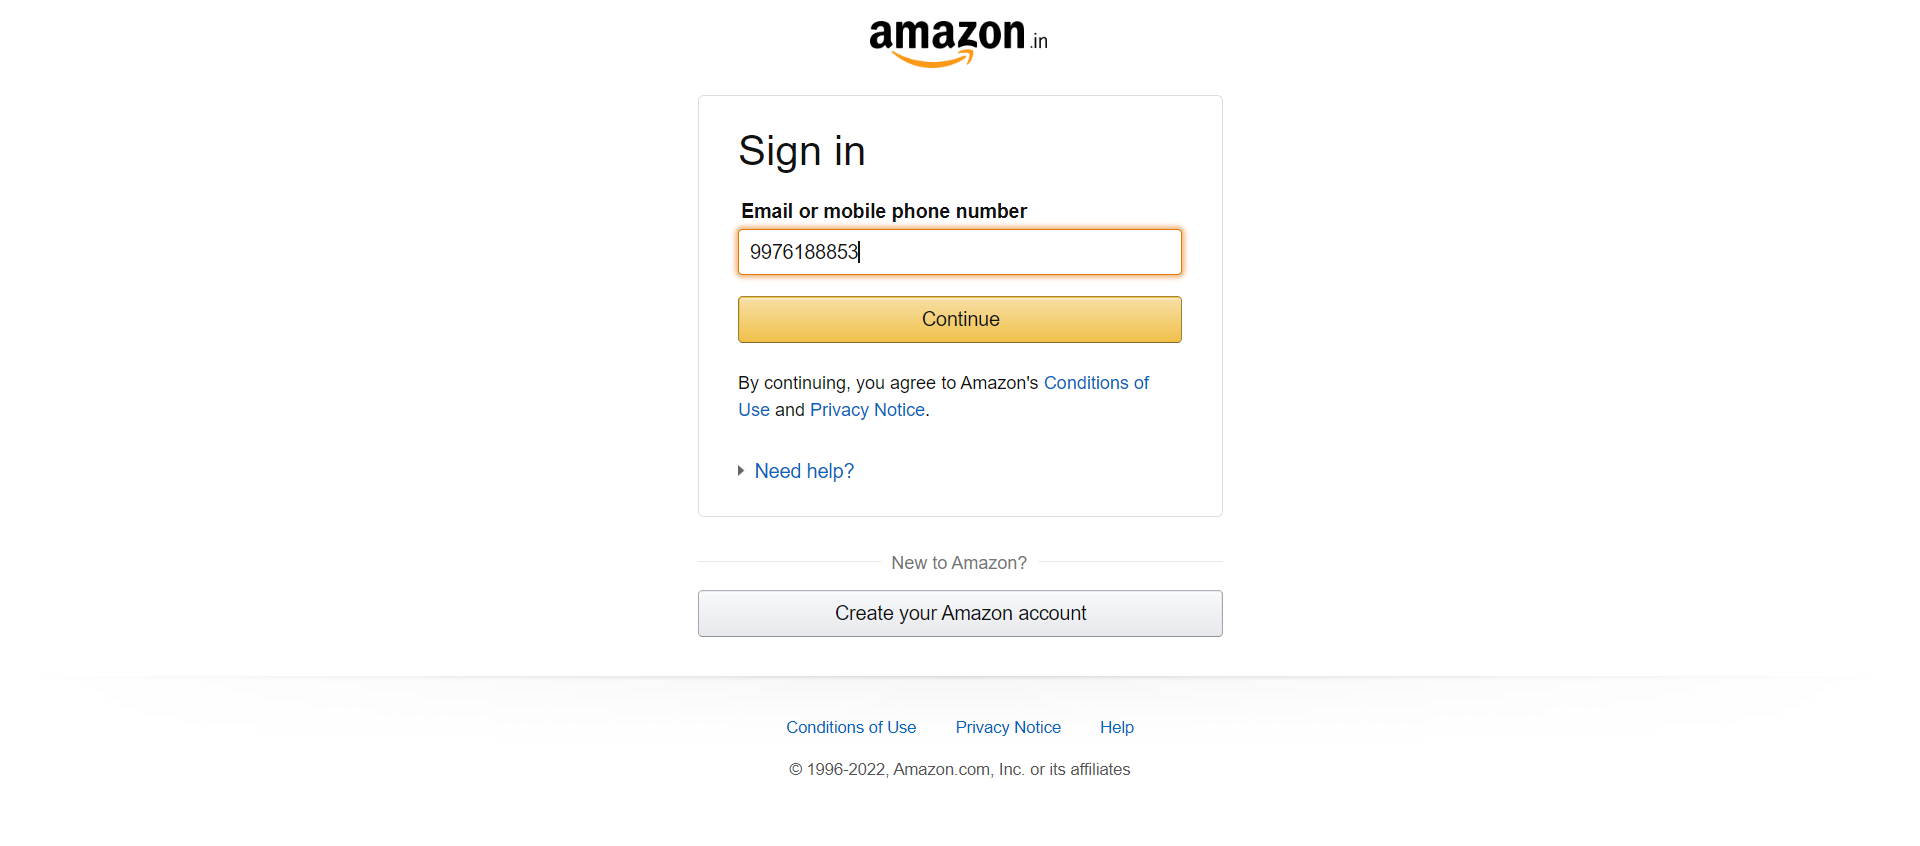 amazon.in
Sign in
Email or mobile phone number
9976188853
Continue
By continuing, you agree to Amazon's Conditions of
Use and Privacy Notice.
Need help?
New to Amazon?
Create your Amazon account
Conditions of Use Privacy Notice Help
© 1996-2022, Amazon.com, Inc. or its affiliates